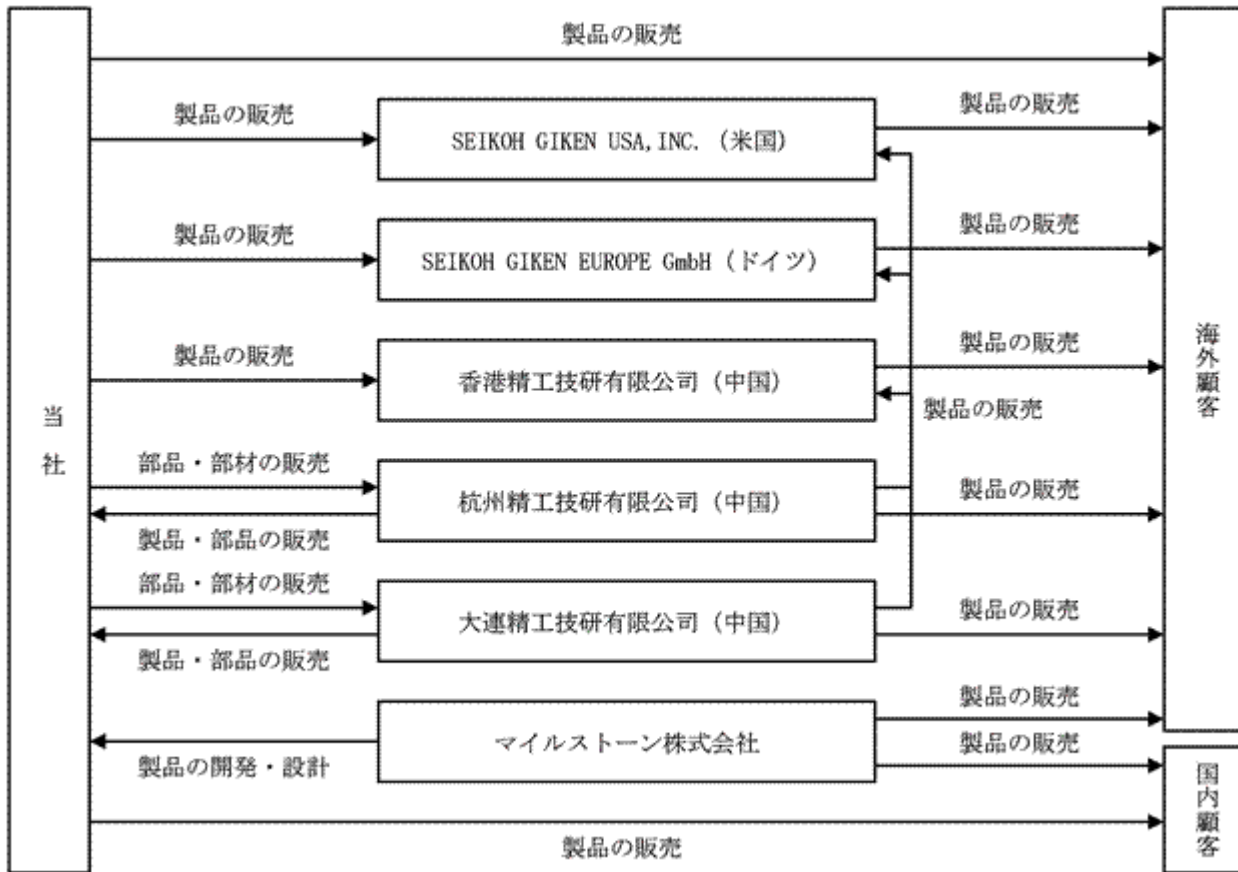 製品の販売
製品の販売
SEIKOH GIKEN USA,INC. (米国)
製品の販売
製品の販売
SEIKOH GIKEN EUROPE GmbH (ドイツ)
製品の販売
製品の販売
香港精工技研有限公司 (中国)
製品の販売
製品の販売
当社
海外顧客
部品・部材の販売
杭州精工技研有限公司 (中国)
製品の販売
製品・部品の販売
部品・部材の販売
大連精工技研有限公司 (中国)
製品の販売
製品・部品の販売
マイルストーン株式会社
製品の販売
製品の販売
製品の開発・設計
国内顧客
製品の販売